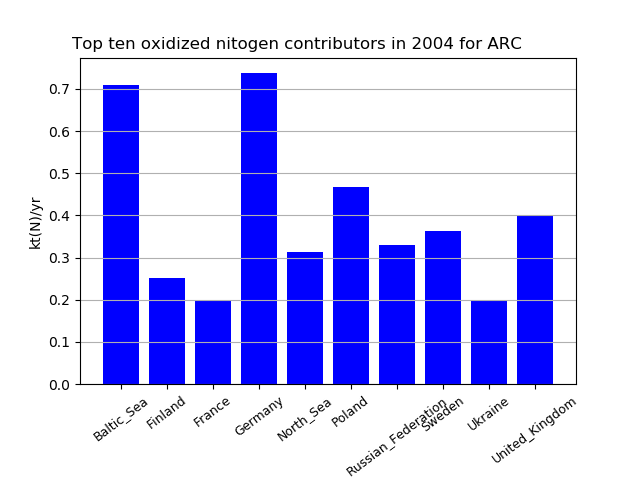 Top ten oxidized nitogen contributors in 2004 for ARC
kt(N)/yr
0.7
0.6
0.5
0.4
0.3
0.2
0.1
0.0
Baltic_Sea
Finland
France
Germany
North_Sea
Poland
Russian_Federation
Sweden
Ukraine
United_Kingdom